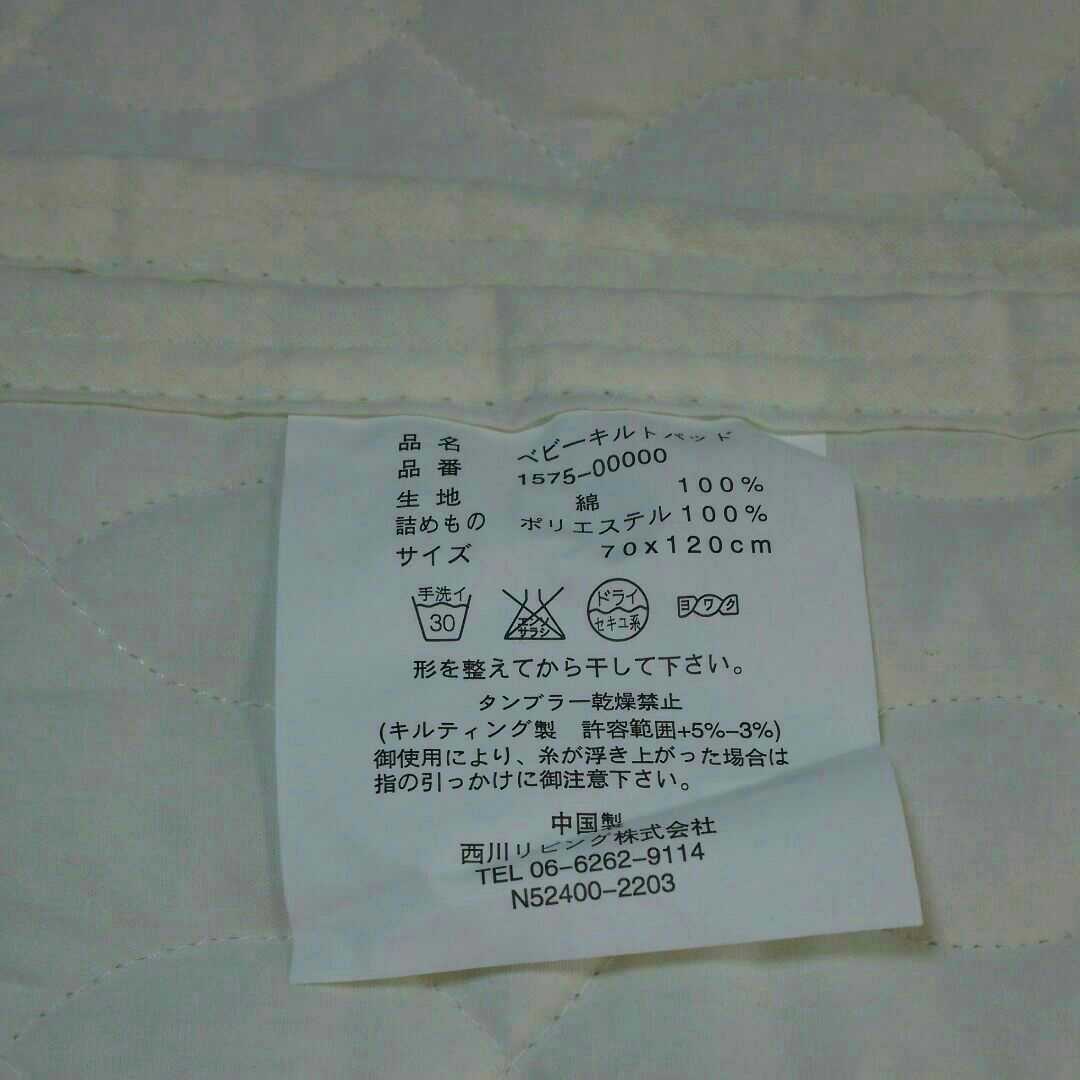 品名 ベビーキルトパッド
品番 1575-00000
生地 綿 100%
詰めもの ポリエステル100%
サイズ 70x120cm
手洗イ 30 エンソサラシ ドライ セキユ系 ヨワク
形を整えてから干して下さい。
タンブラー乾燥禁止
(キルティング製 許容範囲+5%-3%)
御使用により、糸が浮き上がった場合は
指の引っかけに御注意下さい。
中国製
西川リビング株式会社
TEL 06-6262-9114
N52400-2203